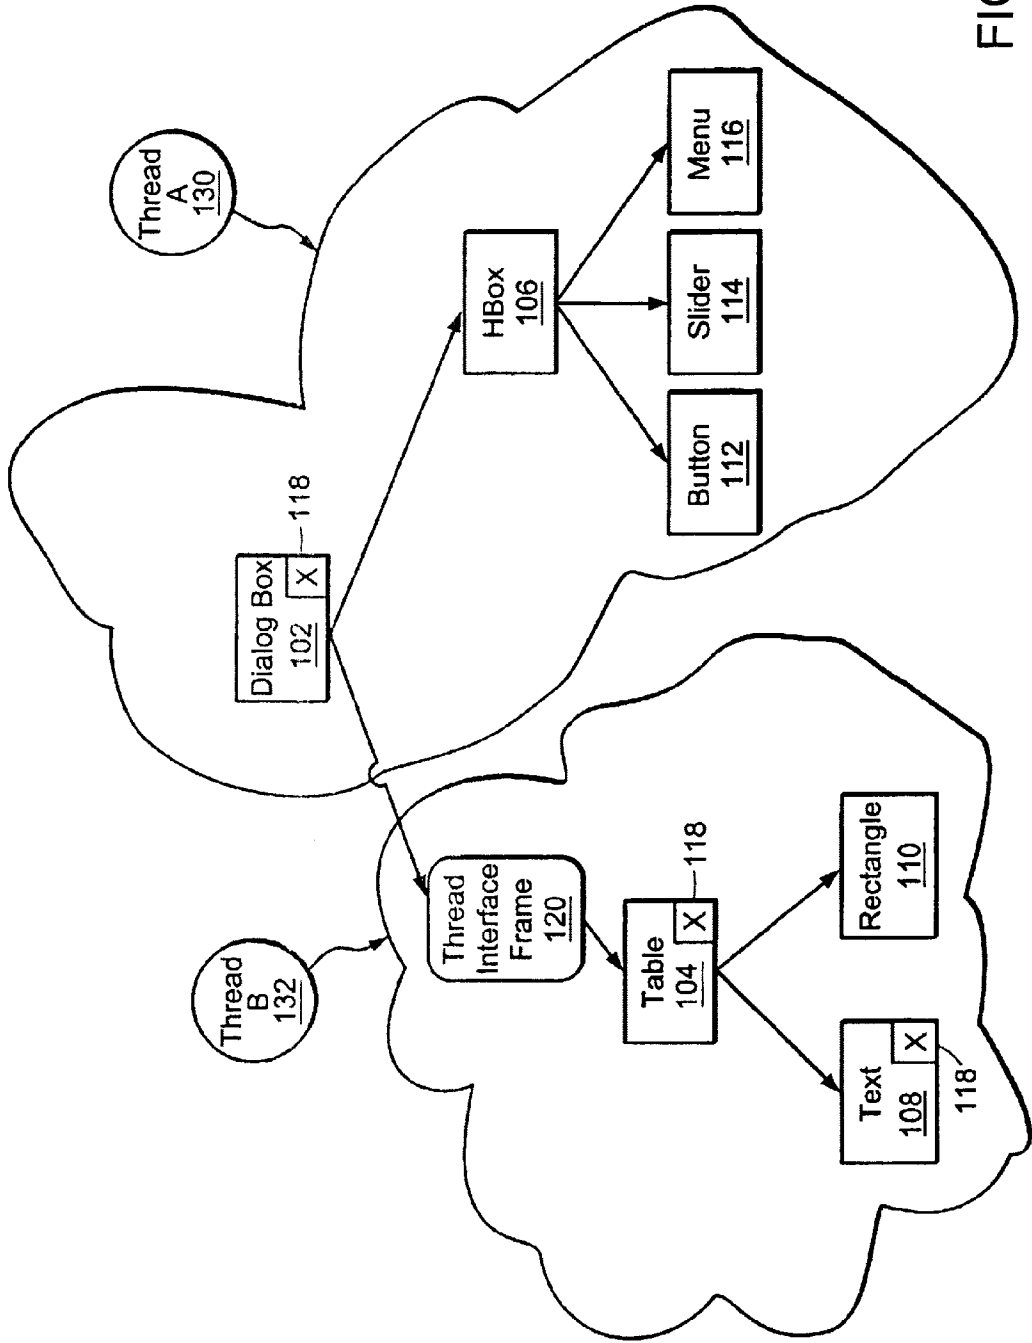 Thread
A
130
Thread
B
132
Dialog Box
102
X
118
Thread
Interface
Frame
120
HBox
106
Table
104
X
118
Button
112
Slider
114
Menu
116
Text
108
X
118
Rectangle
110